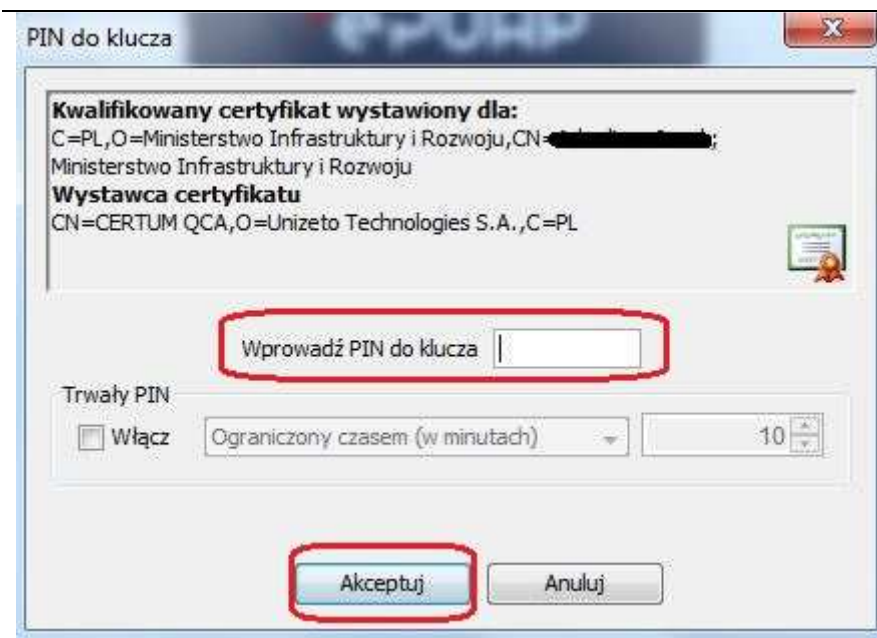 ePUAP
PIN do klucza
Kwalifikowany certyfikat wystawiony dla:
C=PL,O=Ministerstwo Infrastruktury i Rozwoju,CN=
Ministerstwo Infrastruktury i Rozwoju
Wystawca certyfikatu
CN=CERTUM QCA,O=Unizeto Technologies S.A.,C=PL
Wprowadź PIN do klucza
Trwały PIN
Włącz Ograniczony czasem (w minutach) 10
Akceptuj Anuluj